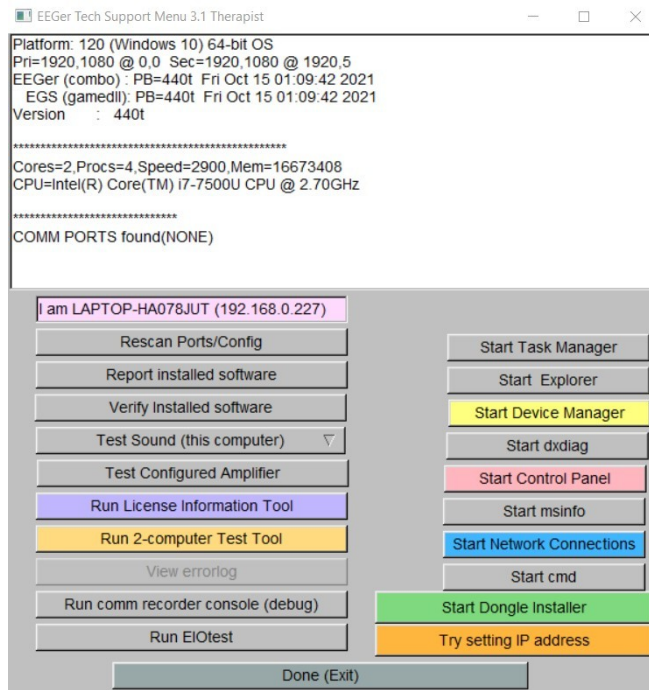 EEGer Tech Support Menu 3.1 Therapist
Platform: 120 (Windows 10) 64-bit OS
Pri=1920,1080 @ 0,0  Sec=1920,1080 @ 1920,5
EEGer (combo) : PB=440t  Fri Oct 15 01:09:42 2021
EGS (gamedll): PB=440t  Fri Oct 15 01:09:42 2021
Version : 440t
**************************************************
Cores=2,Procs=4,Speed=2900,Mem=16673408
CPU=Intel(R) Core(TM) i7-7500U CPU @ 2.70GHz
******************************
COMM PORTS found(NONE)
I am LAPTOP-HA078JUT (192.168.0.227)
Rescan Ports/Config
Report installed software
Verify Installed software
Test Sound (this computer)
Test Configured Amplifier
Run License Information Tool
Run 2-computer Test Tool
View errorlog
Run comm recorder console (debug)
Run EIOtest
Start Task Manager
Start Explorer
Start Device Manager
Start dxdiag
Start Control Panel
Start msinfo
Start Network Connections
Start cmd
Start Dongle Installer
Try setting IP address
Done (Exit)